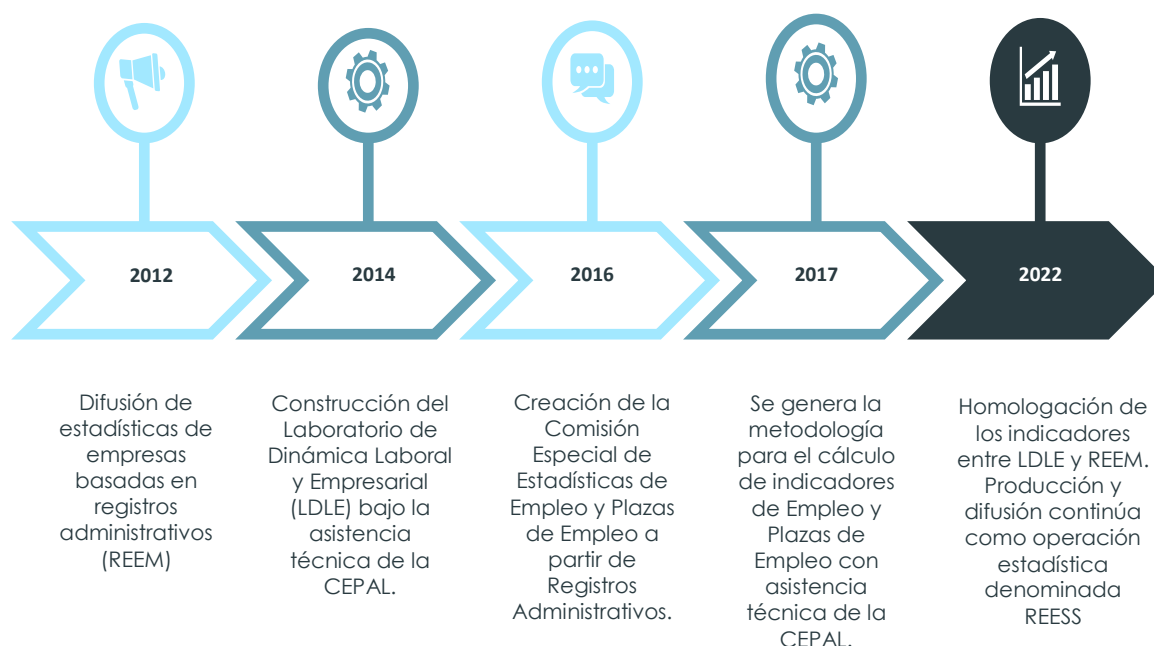 2012
2014
2016
2017
2022
Difusión de
estadísticas de
empresas
basadas en
registros
administrativos
(REEM)
Construcción del
Laboratorio de
Dinámica Laboral
y Empresarial
(LDLE) bajo la
asistencia
técnica de la
CEPAL.
Creación de la
Comisión
Especial de
Estadísticas de
Empleo y Plazas
de Empleo a
partir de
Registros
Administrativos.
Se genera la
metodología
para el cálculo
de indicadores
de Empleo y
Plazas de
Empleo con
asistencia
técnica de la
CEPAL.
Homologación de
los indicadores
entre LDLE y REEM.
Producción y
difusión continúa
como operación
estadística
denominada
REESS